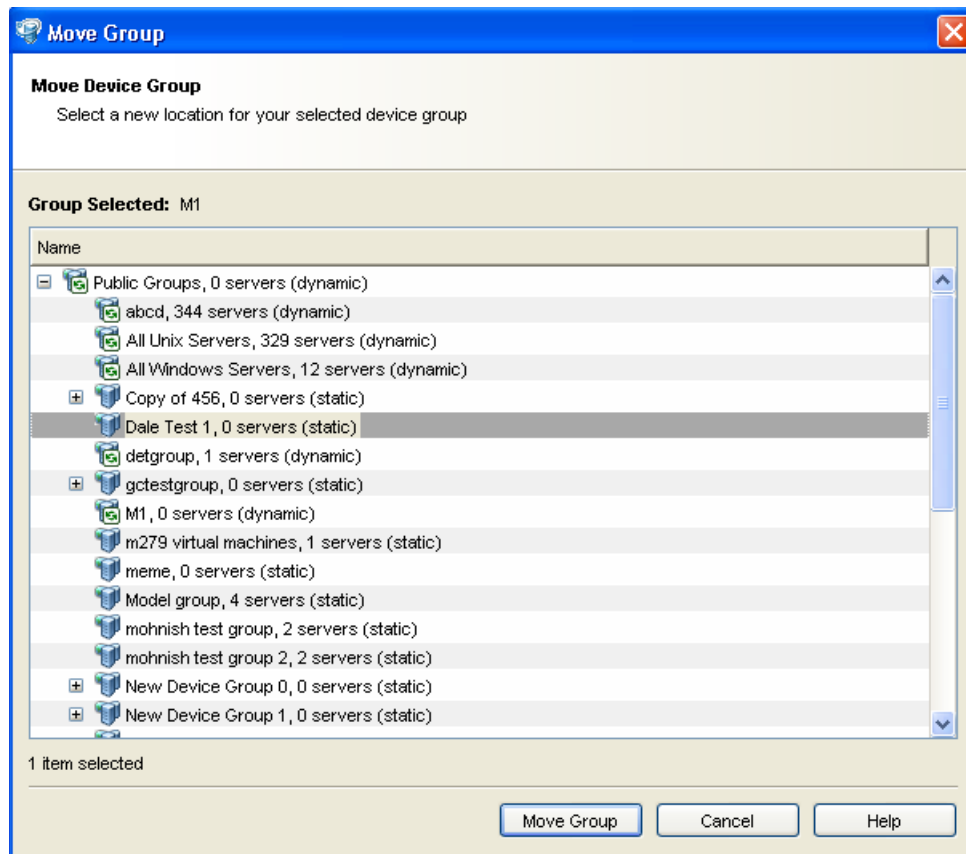 Move Group
Move Device Group
Select a new location for your selected device group
Group Selected: M1
Name
Public Groups, 0 servers (dynamic)
abcd, 344 servers (dynamic)
All Unix Servers, 329 servers (dynamic)
All Windows Servers, 12 servers (dynamic)
Copy of 456, 0 servers (static)
Dale Test 1, 0 servers (static)
detgroup, 1 servers (dynamic)
gctestgroup, 0 servers (static)
M1, 0 servers (dynamic)
m279 virtual machines, 1 servers (static)
meme, 0 servers (static)
Model group, 4 servers (static)
mohnish test group, 2 servers (static)
mohnish test group 2, 2 servers (static)
New Device Group 0, 0 servers (static)
New Device Group 1, 0 servers (static)
1 item selected
Move Group Cancel Help